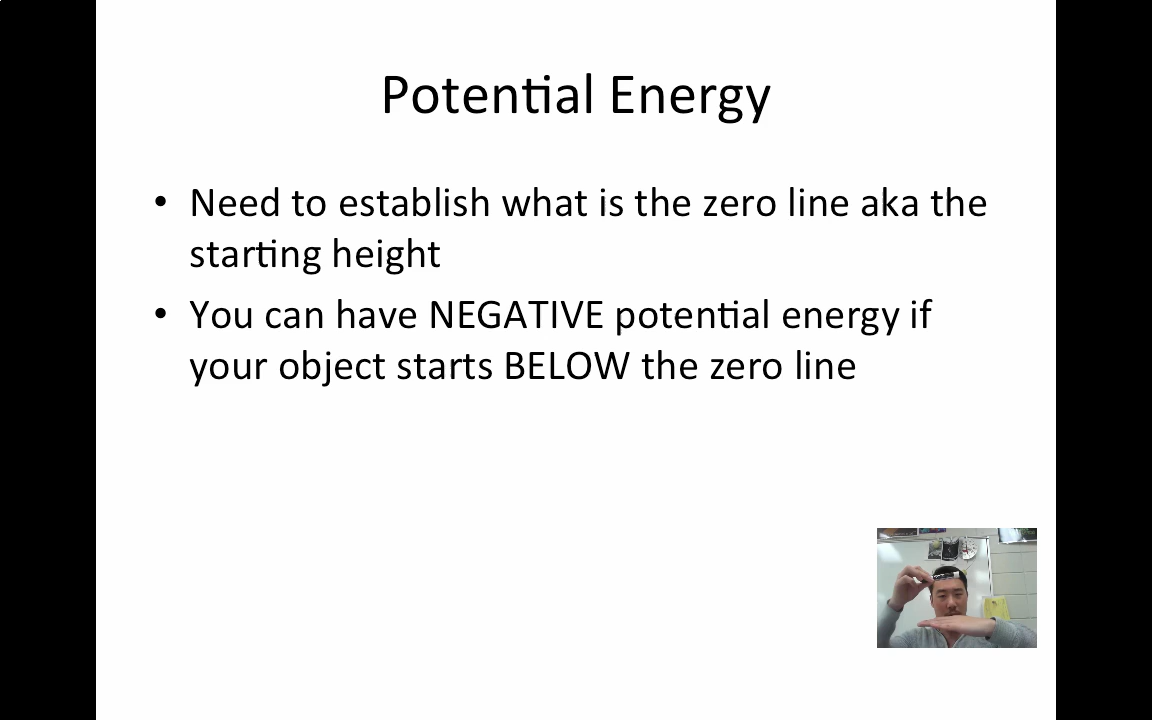 Potential Energy
• Need to establish what is the zero line aka the
starting height
• You can have NEGATIVE potential energy if
your object starts BELOW the zero line